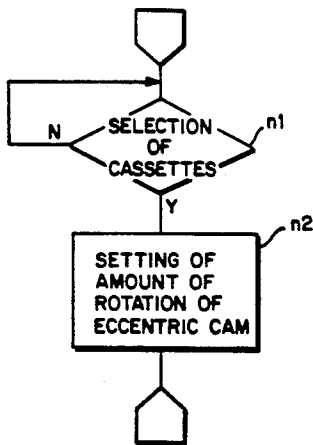 SELECTION
OF
CASSETTES
n1
N
Y
n2
SETTING OF
AMOUNT OF
ROTATION OF
ECCENTRIC CAM